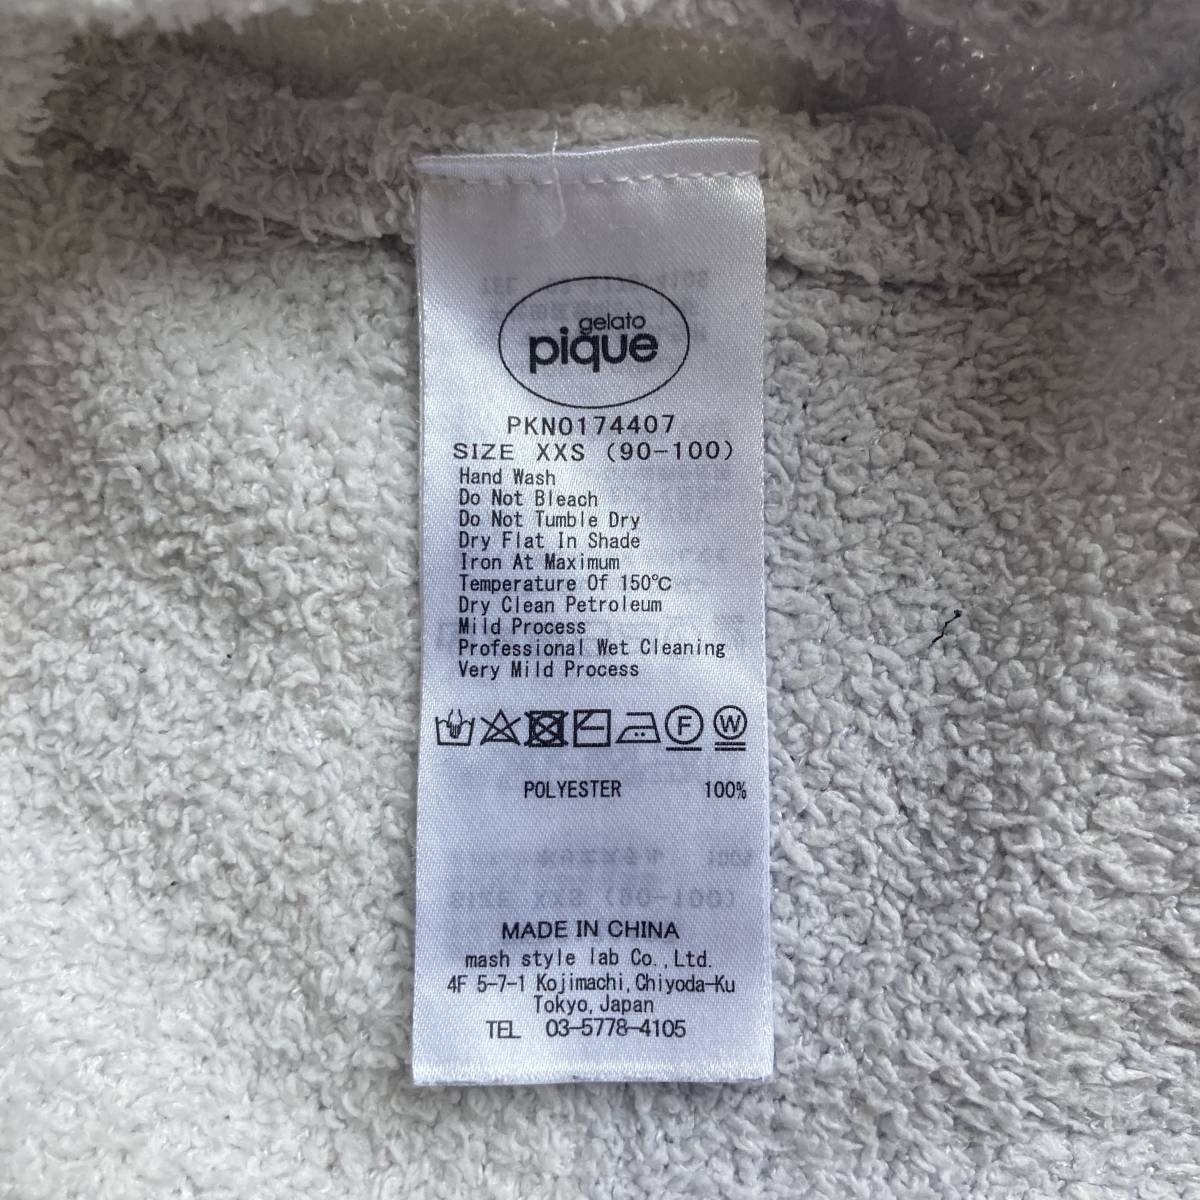 gelato
pique
PKN0174407
SIZE XXS (90-100)
Hand Wash
Do Not Bleach
Do Not Tumble Dry
Dry Flat In Shade
Iron At Maximum
Temperature Of 150℃
Dry Clean Petroleum
Mild Process
Professional Wet Cleaning
Very Mild Process
F W
POLYESTER 100%
MADE IN CHINA
mash style lab Co.,Ltd.
4F 5-7-1 Kojimachi,Chiyoda-Ku
Tokyo,Japan
TEL 03-5778-4105